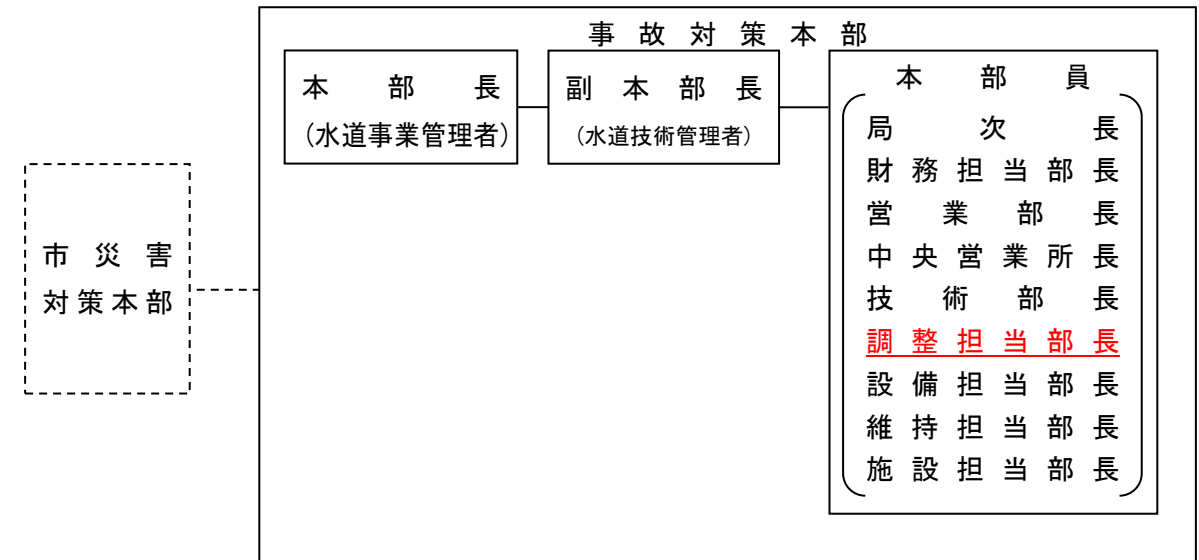 事故対策本部
本部長
（水道事業管理者）
副本部長
（水道技術管理者）
本部員
局次長
財務担当部長
営業部長
中央営業所長
技術部長
調整担当部長
設備担当部長
維持担当部長
施設担当部長
市災害
対策本部